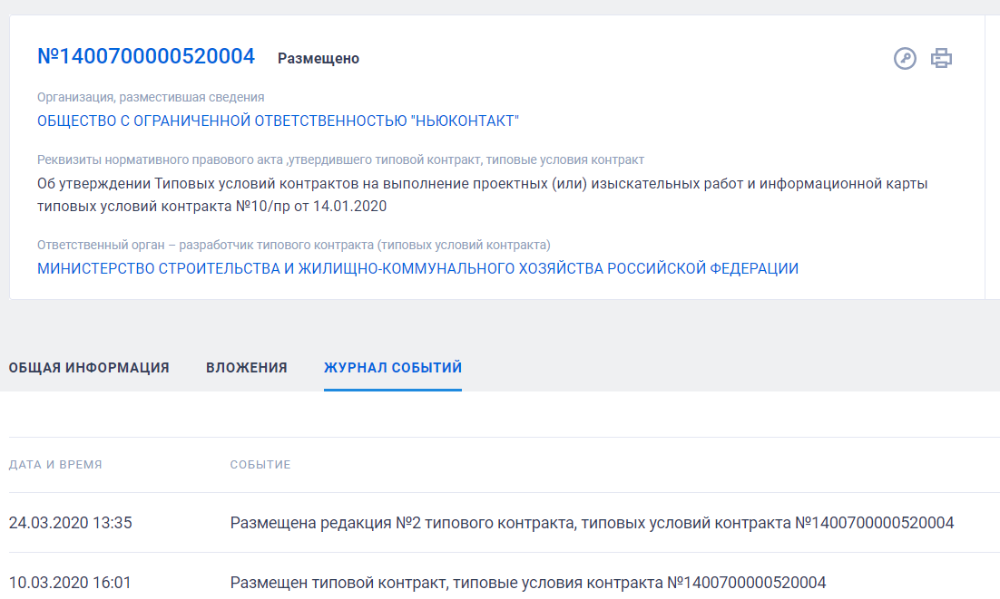 №1400700000520004 Размещено
Организация, разместившая сведения
ОБЩЕСТВО С ОГРАНИЧЕННОЙ ОТВЕТСТВЕННОСТЬЮ "НЬЮКОНТАКТ"
Реквизиты нормативного правового акта ,утвердившего типовой контракт, типовые условия контракт
Об утверждении Типовых условий контрактов на выполнение проектных (или) изыскательных работ и информационной карты
типовых условий контракта №10/пр от 14.01.2020
Ответственный орган – разработчик типового контракта (типовых условий контракта)
МИНИСТЕРСТВО СТРОИТЕЛЬСТВА И ЖИЛИЩНО-КОММУНАЛЬНОГО ХОЗЯЙСТВА РОССИЙСКОЙ ФЕДЕРАЦИИ
ОБЩАЯ ИНФОРМАЦИЯ ВЛОЖЕНИЯ ЖУРНАЛ СОБЫТИЙ
ДАТА И ВРЕМЯ СОБЫТИЕ
24.03.2020 13:35 Размещена редакция №2 типового контракта, типовых условий контракта №1400700000520004
10.03.2020 16:01 Размещен типовой контракт, типовые условия контракта №1400700000520004